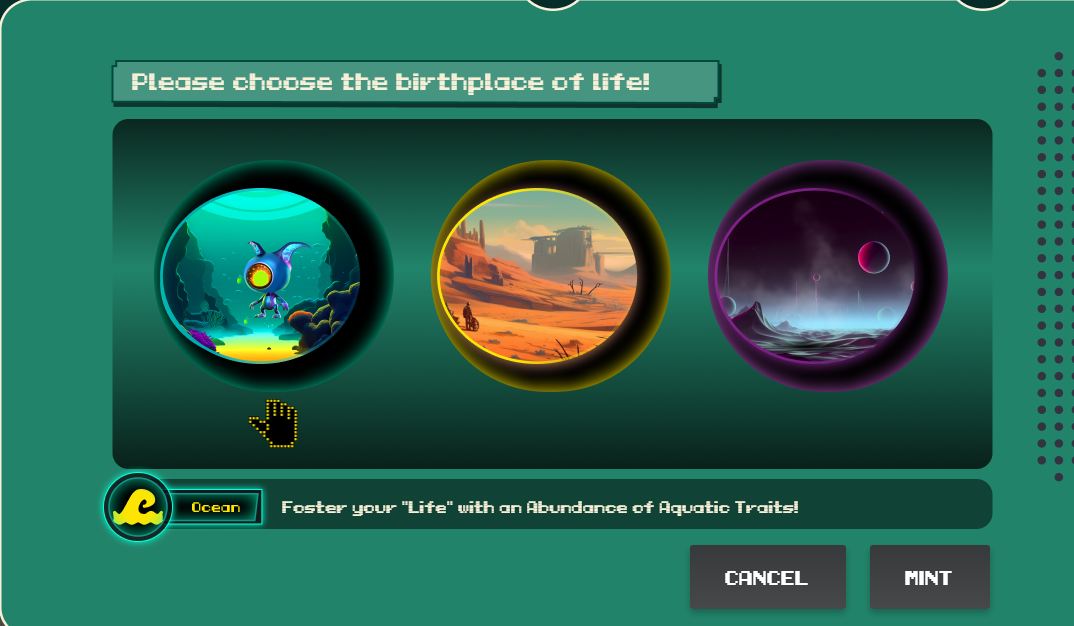 Please choose the birthplace of life!
Ocean
Foster your "Life" with an Abundance of Aquatic Traits!
CANCEL
MINT